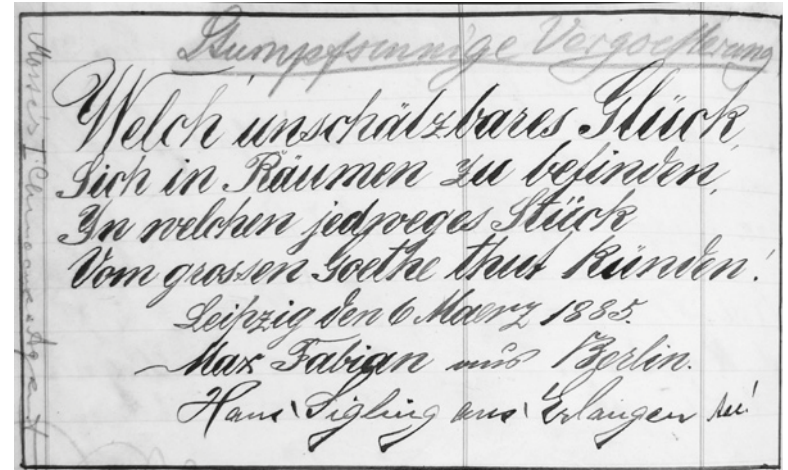 Stumpfsinnige Vergoetterung
Welch' unschätzbares Glück,
Sich in Räumen zu befinden,
In welchen jedweges Stück
Vom grossen Goethe thut künden!
Leipzig den 6 Maerz 1885.
Max Fabian aus Berlin.
Hans Sigling aus Erlangen